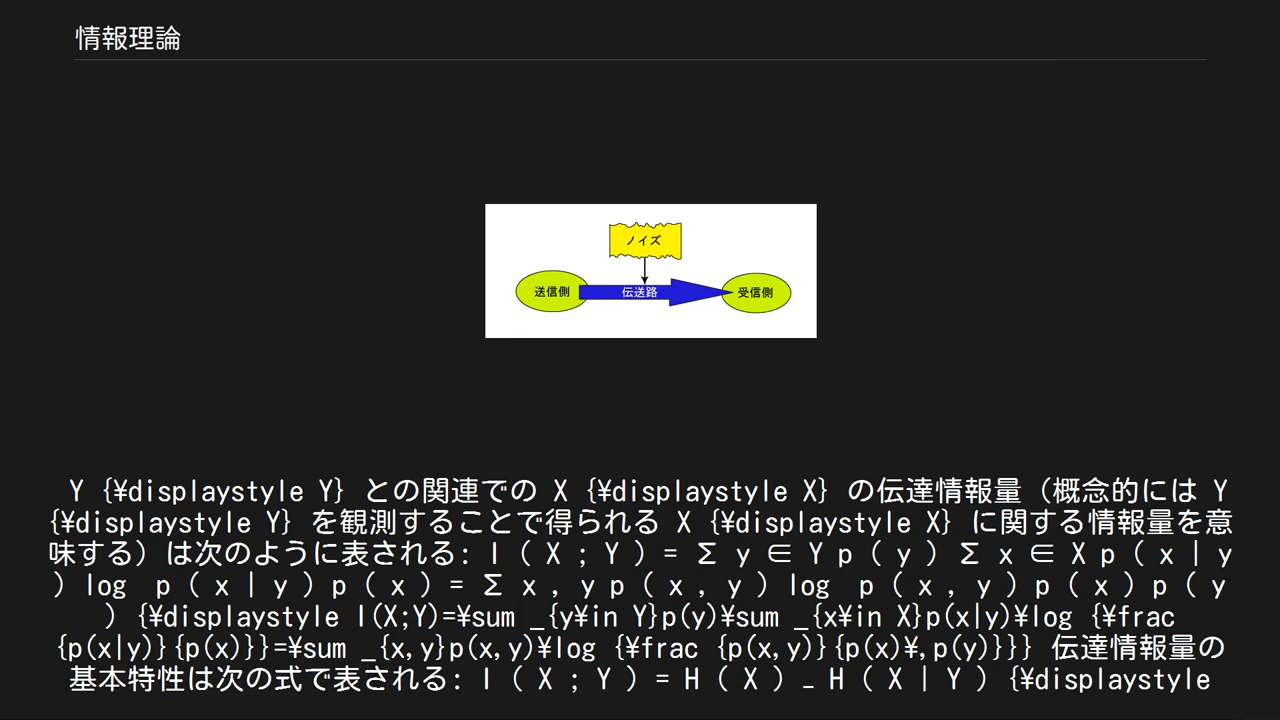 情報理論
ノイズ
送信側
伝送路
受信側
Y {¥displaystyle Y} との関連での X {¥displaystyle X} の伝達情報量（概念的には Y
{¥displaystyle Y} を観測することで得られる X {¥displaystyle X} に関する情報量を意
味する）は次のように表される: I ( X ; Y ) = Σ y ∈ Y p ( y ) Σ x ∈ X p ( x | y
) log  p ( x | y ) p ( x ) = Σ x , y p ( x , y ) log  p ( x , y ) p ( x ) p ( y
) {¥displaystyle I(X;Y)=¥sum _{y¥in Y}p(y)¥sum _{x¥in X}p(x|y)¥log {¥frac
{p(x|y)}{p(x)}}=¥sum _{x,y}p(x,y)¥log {¥frac {p(x,y)}{p(x)¥,p(y)}}} 伝達情報量の
基本特性は次の式で表される: I ( X ; Y ) = H ( X ) − H ( X | Y ) {¥displaystyle